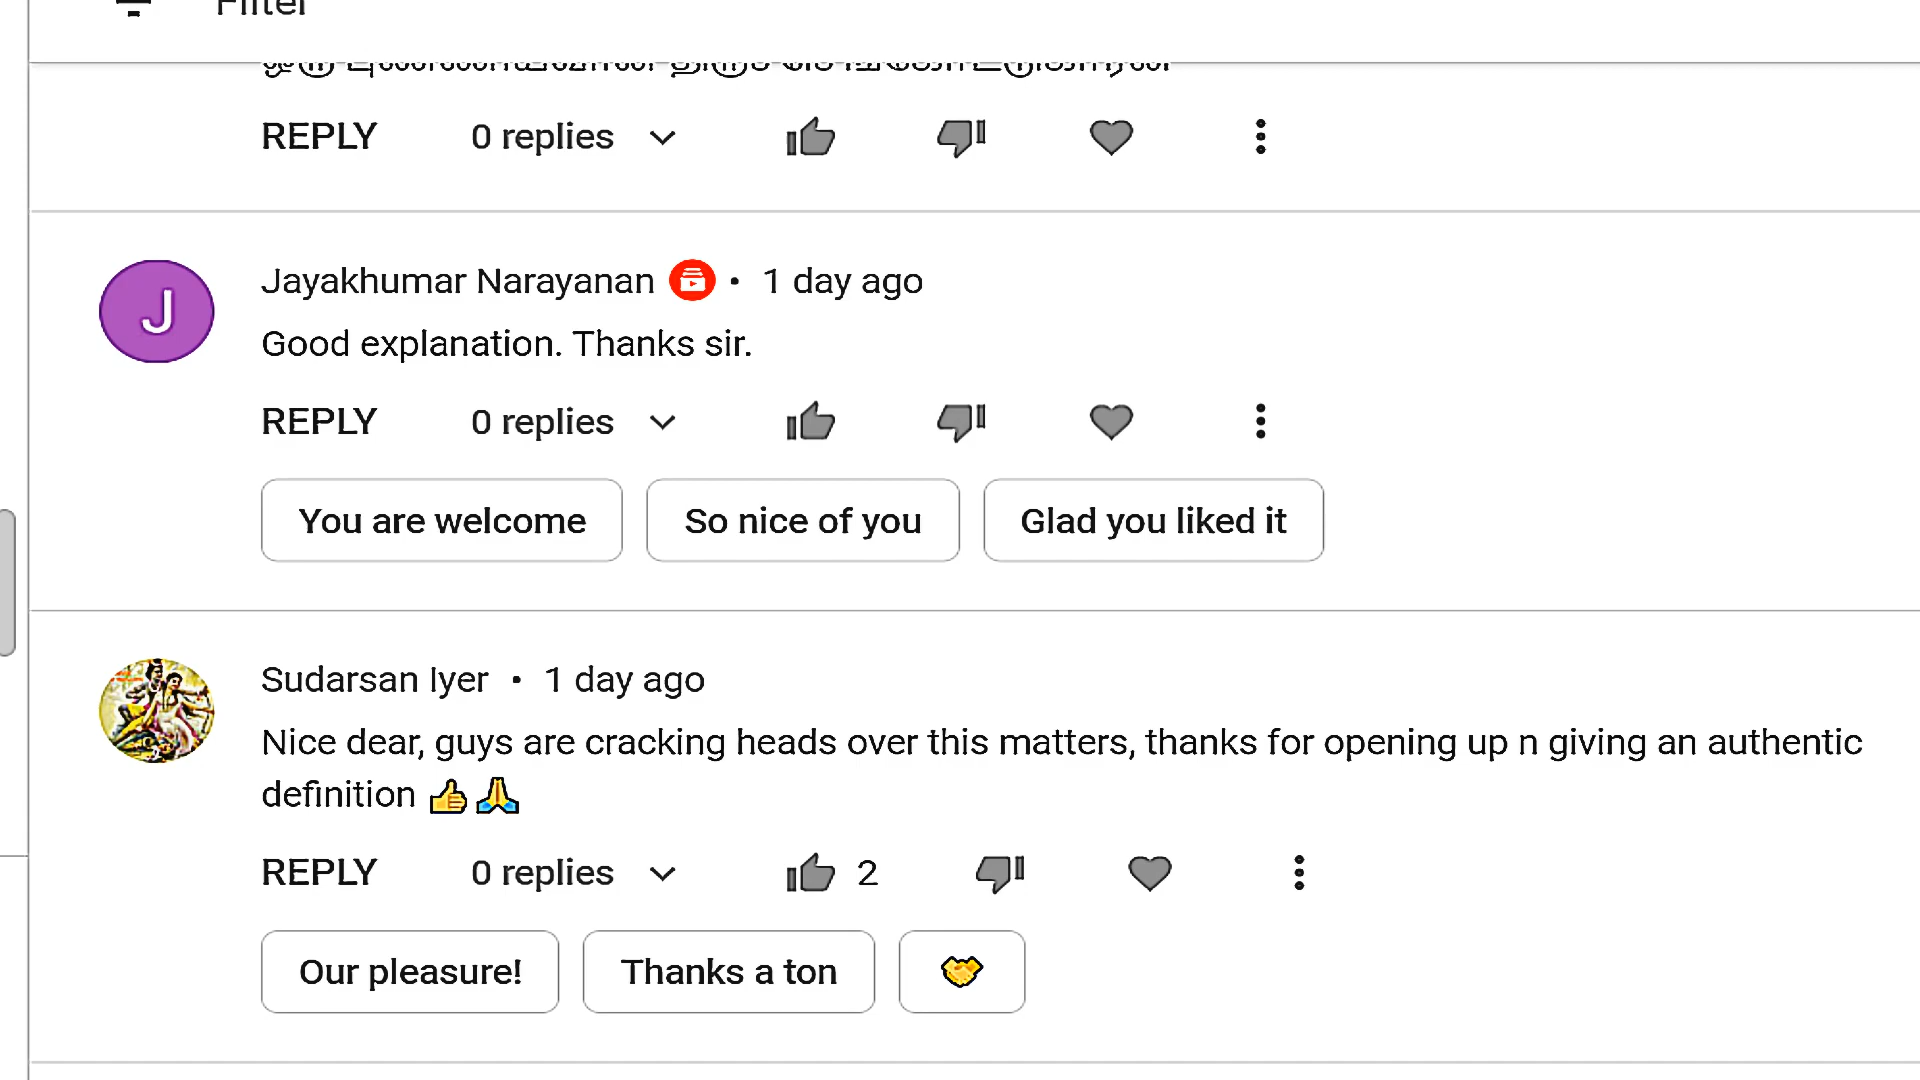 Filter
REPLY 0 replies
Jayakhumar Narayanan • 1 day ago
Good explanation. Thanks sir.
REPLY 0 replies
You are welcome So nice of you Glad you liked it
Sudarsan Iyer • 1 day ago
Nice dear, guys are cracking heads over this matters, thanks for opening up n giving an authentic
definition 👍🙏
REPLY 0 replies 2
Our pleasure! Thanks a ton 🤝